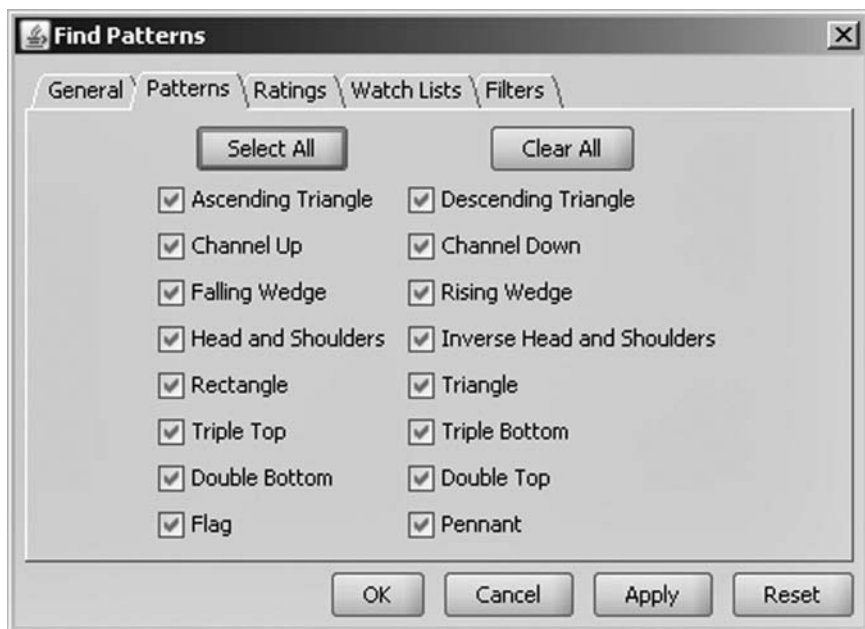 Find Patterns
General Patterns Ratings Watch Lists Filters
Select All Clear All
Ascending Triangle Descending Triangle
Channel Up Channel Down
Falling Wedge Rising Wedge
Head and Shoulders Inverse Head and Shoulders
Rectangle Triangle
Triple Top Triple Bottom
Double Bottom Double Top
Flag Pennant
OK Cancel Apply Reset